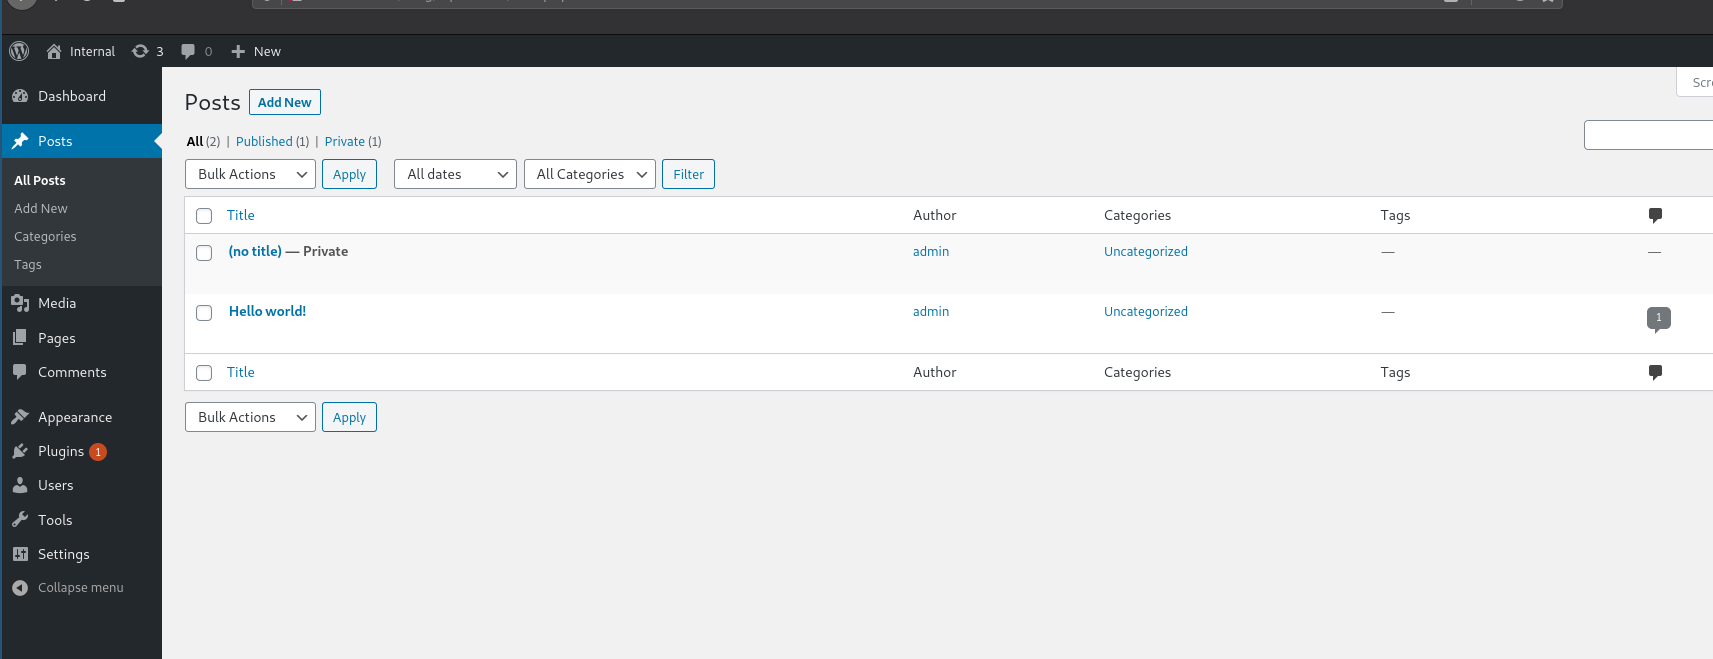 Internal 3 0 New
Scre
Dashboard
Posts
All Posts
Add New
Categories
Tags
Media
Pages
Comments
Appearance
Plugins 1
Users
Tools
Settings
Collapse menu
Posts Add New
All (2) | Published (1) | Private (1)
Bulk Actions Apply All dates All Categories Filter
Title Author Categories Tags
(no title) — Private admin Uncategorized — —
Hello world! admin Uncategorized — 1
Title Author Categories Tags
Bulk Actions Apply